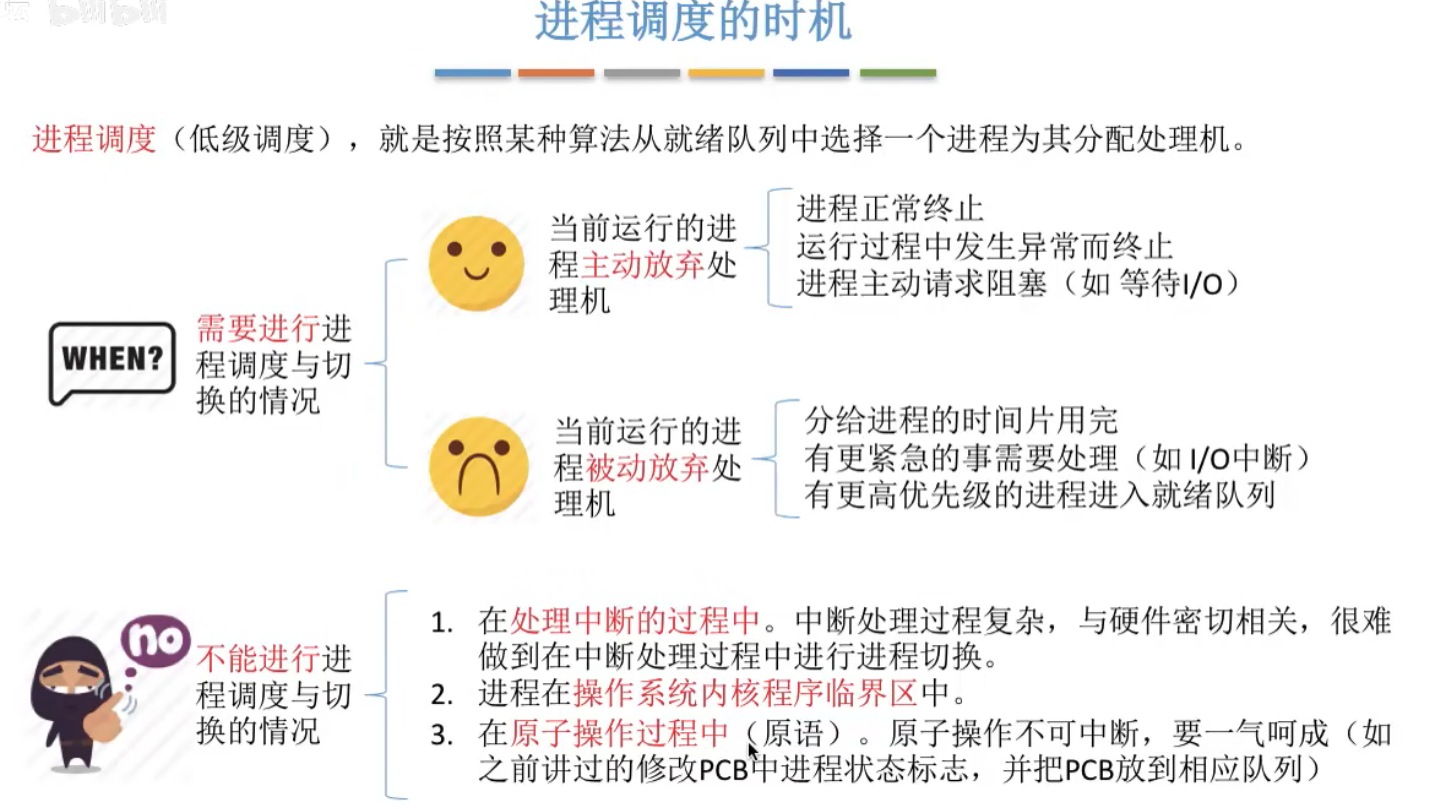 进程调度的时机
进程调度（低级调度），就是按照某种算法从就绪队列中选择一个进程为其分配处理机。
WHEN?
需要进行进
程调度与切
换的情况
当前运行的进
程主动放弃处
理机
进程正常终止
运行过程中发生异常而终止
进程主动请求阻塞（如 等待I/O）
当前运行的进
程被动放弃处
理机
分给进程的时间片用完
有更紧急的事需要处理（如 I/O中断）
有更高优先级的进程进入就绪队列
no
不能进行进
程调度与切
换的情况
1. 在处理中断的过程中。中断处理过程复杂，与硬件密切相关，很难
做到在中断处理过程中进行进程切换。
2. 进程在操作系统内核程序临界区中。
3. 在原子操作过程中（原语）。原子操作不可中断，要一气呵成（如
之前讲过的修改PCB中进程状态标志，并把PCB放到相应队列）